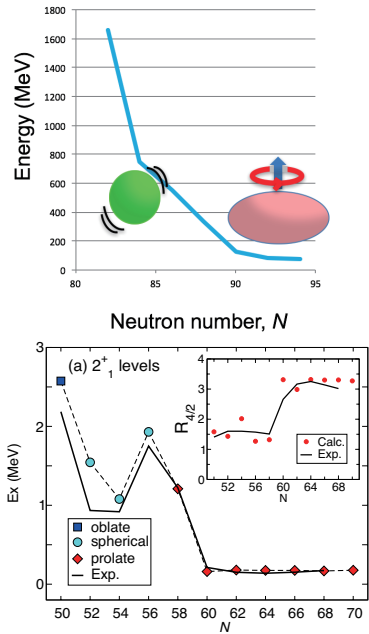 Energy (MeV)
1800
1600
1400
1200
1000
800
600
400
200
0
80 85 90 95
Neutron number, N
(a) 2+1 levels
Ex (MeV)
3
2
1
0
oblate
spherical
prolate
Exp.
50 52 54 56 58 60 62 64 66 68 70
N
R4/2
4
3
2
1
0
Calc.
Exp.
52 56 60 64 68
N